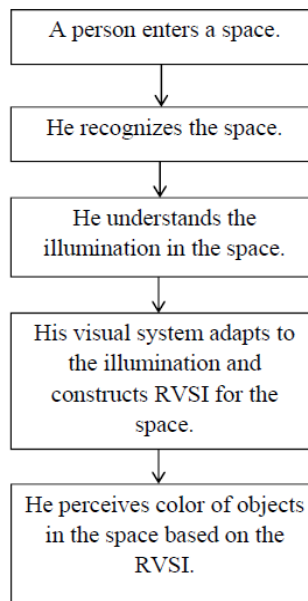 A person enters a space.
He recognizes the space.
He understands the
illumination in the space.
His visual system adapts to
the illumination and
constructs RVSI for the
space.
He perceives color of objects
in the space based on the
RVSI.